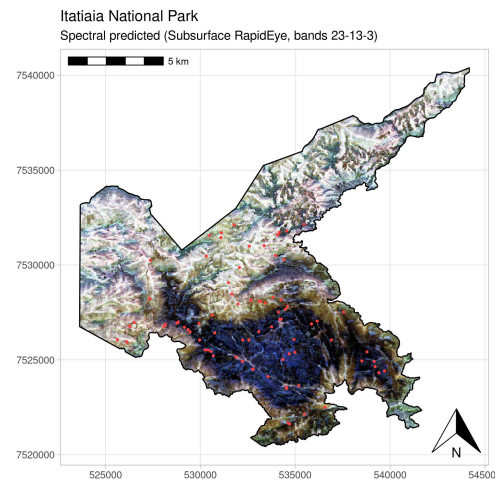 Itatiaia National Park
Spectral predicted (Subsurface RapidEye, bands 23-13-3)
5 km
7540000
7535000
7530000
7525000
7520000
N
525000 530000 535000 540000 54500